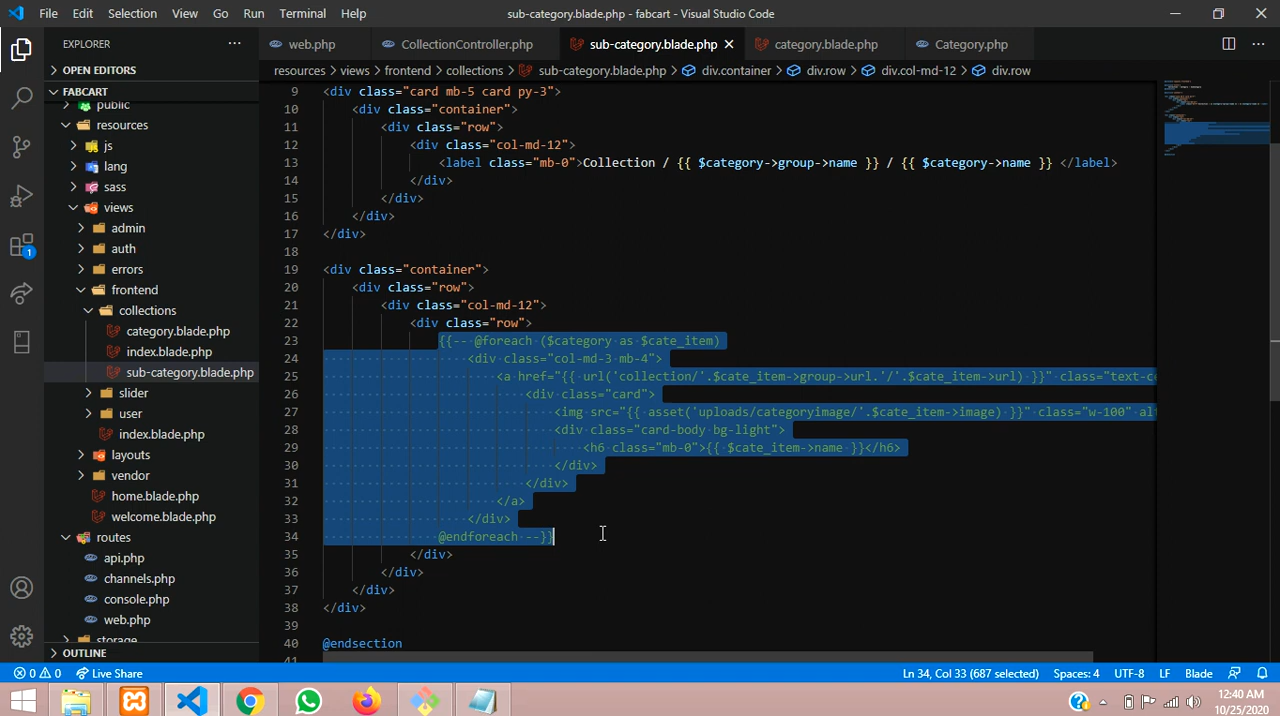 File Edit Selection View Go Run Terminal Help
sub-category.blade.php - fabcart - Visual Studio Code
EXPLORER
web.php CollectionController.php sub-category.blade.php category.blade.php Category.php
OPEN EDITORS
resources > views > frontend > collections > sub-category.blade.php > div.container > div.row > div.col-md-12 > div.row
FABCART
public
resources
js
lang
sass
views
admin
auth
errors
frontend
collections
category.blade.php
index.blade.php
sub-category.blade.php
slider
user
index.blade.php
layouts
vendor
home.blade.php
welcome.blade.php
routes
api.php
channels.php
console.php
web.php
storage
OUTLINE
9 <div class="card mb-5 card py-3">
10 <div class="container">
11 <div class="row">
12 <div class="col-md-12">
13 <label class="mb-0">Collection / {{ $category->group->name }} / {{ $category->name }} </label>
14 </div>
15 </div>
16 </div>
17 </div>
18
19 <div class="container">
20 <div class="row">
21 <div class="col-md-12">
22 <div class="row">
23 {{-- @foreach ($category as $cate_item)
24 <div class="col-md-3 mb-4">
25 <a href="{{ url('collection/'.$cate_item->group->url.'/'.$cate_item->url) }}" class="text-ce
26 <div class="card">
27 <img src="{{ asset('uploads/categoryimage/'.$cate_item->image) }}" class="w-100" alt
28 <div class="card-body bg-light">
29 <h6 class="mb-0">{{ $cate_item->name }}</h6>
30 </div>
31 </div>
32 </a>
33 </div>
34 @endforeach --}}
35 </div>
36 </div>
37 </div>
38 </div>
39
40 @endsection
41
1
0 0 Live Share
Ln 34, Col 33 (687 selected) Spaces: 4 UTF-8 LF Blade
12:40 AM
10/25/2020